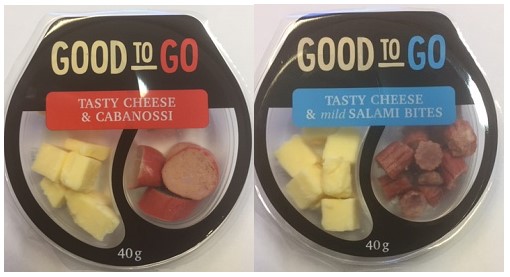 GOOD TO GO
TASTY CHEESE
& CABANOSSI
40g
GOOD TO GO
TASTY CHEESE
& mild SALAMI BITES
40g